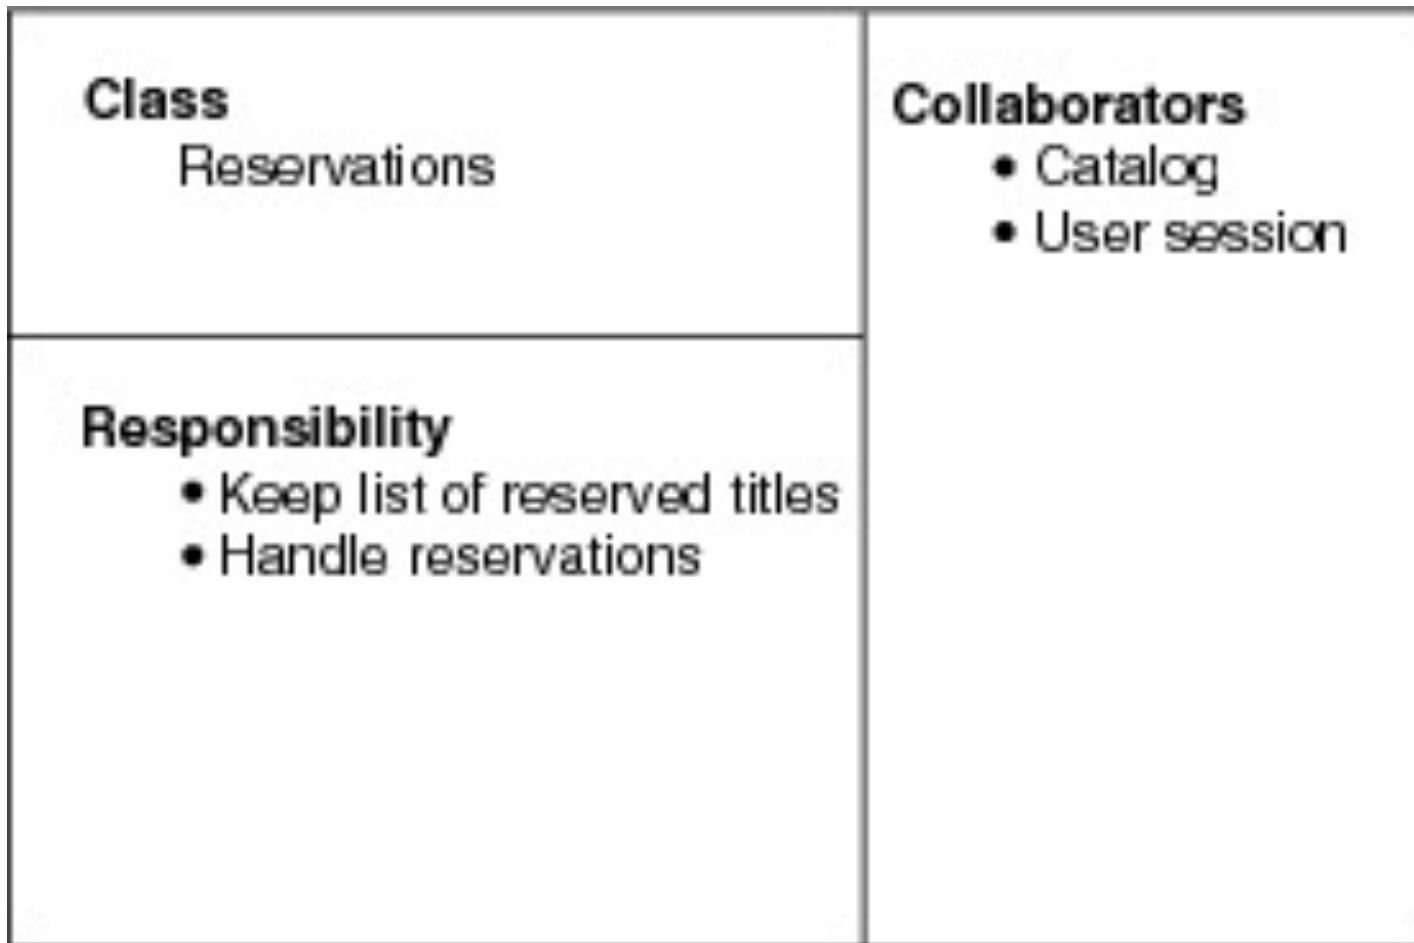 Class
Reservations
Responsibility
• Keep list of reserved titles
• Handle reservations
Collaborators
• Catalog
• User session